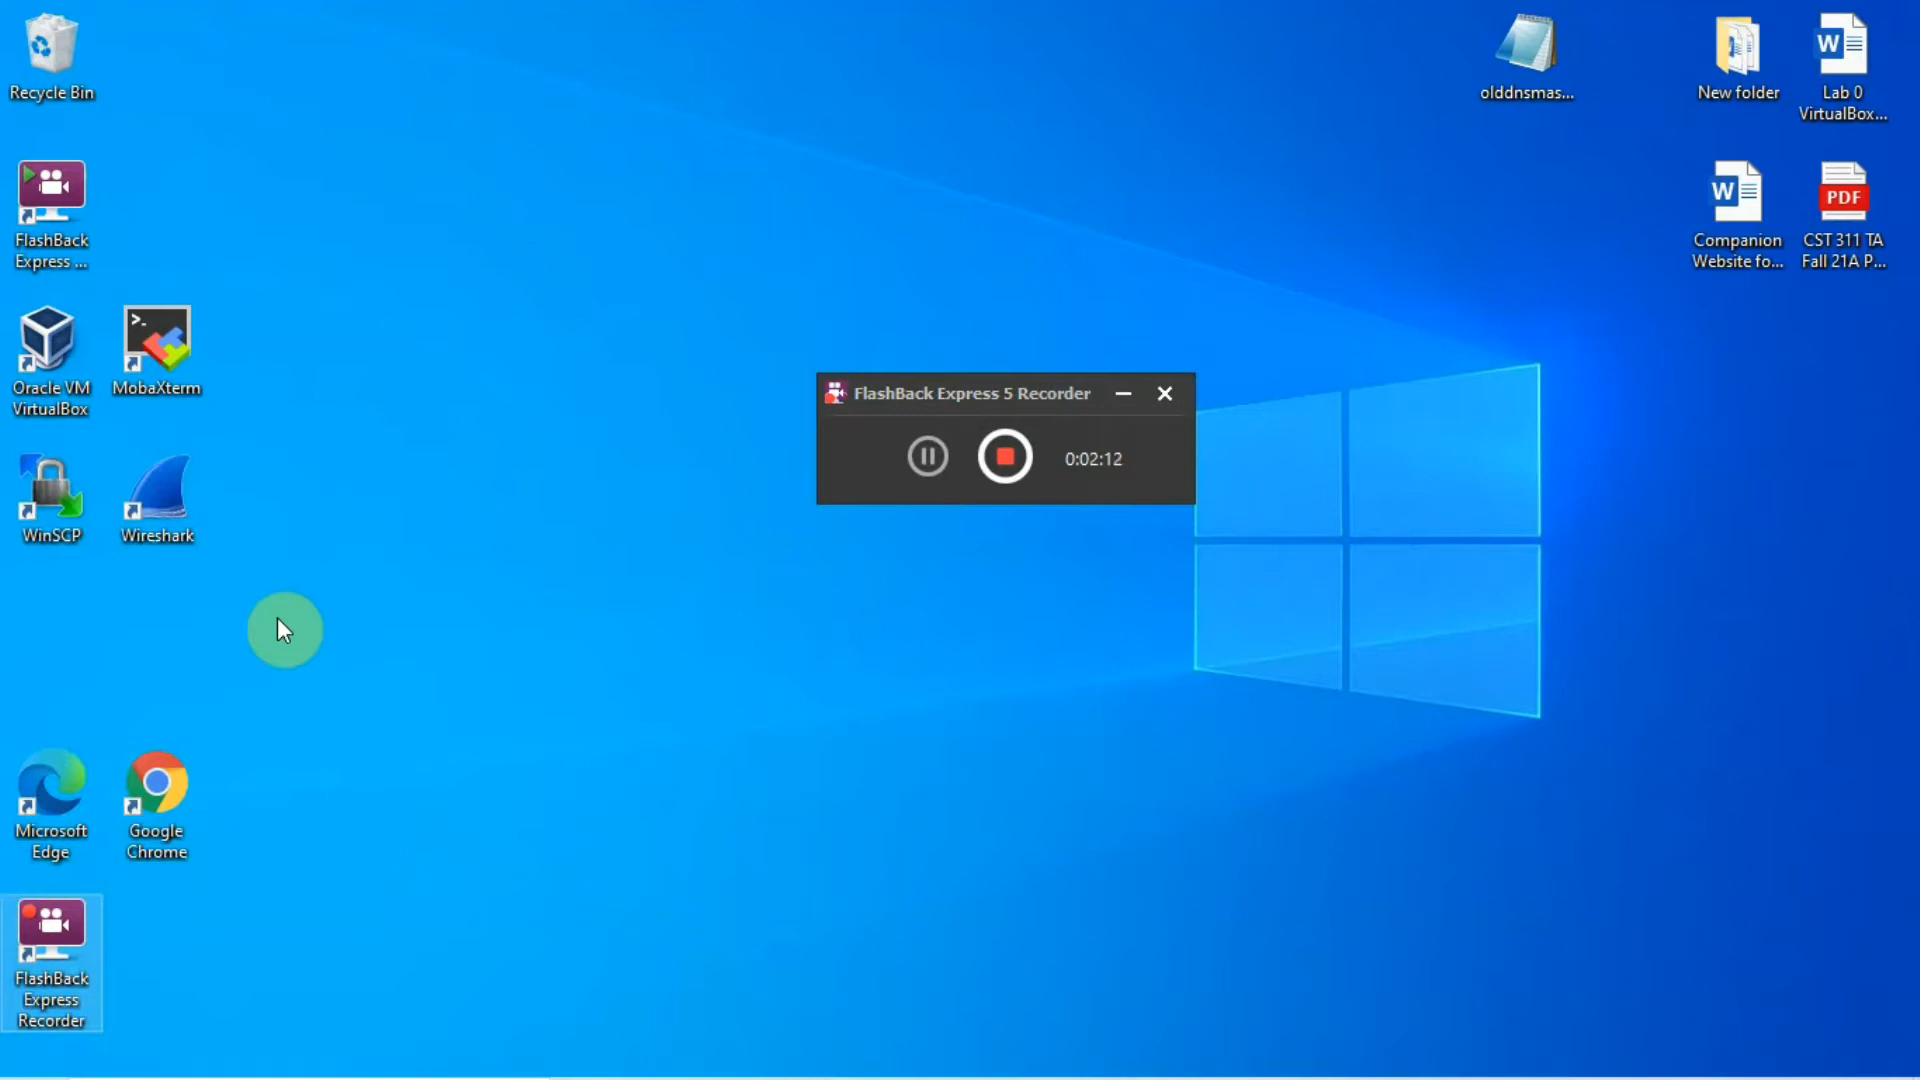 Recycle Bin
olddnsmas...
New folder
Lab 0
VirtualBox...
W
W
PDF
FlashBack
Express ...
Companion
Website fo...
CST 311 TA
Fall 21A P...
>_
Oracle VM
VirtualBox
MobaXterm
FlashBack Express 5 Recorder
0:02:12
WinSCP
Wireshark
Microsoft
Edge
Google
Chrome
FlashBack
Express
Recorder